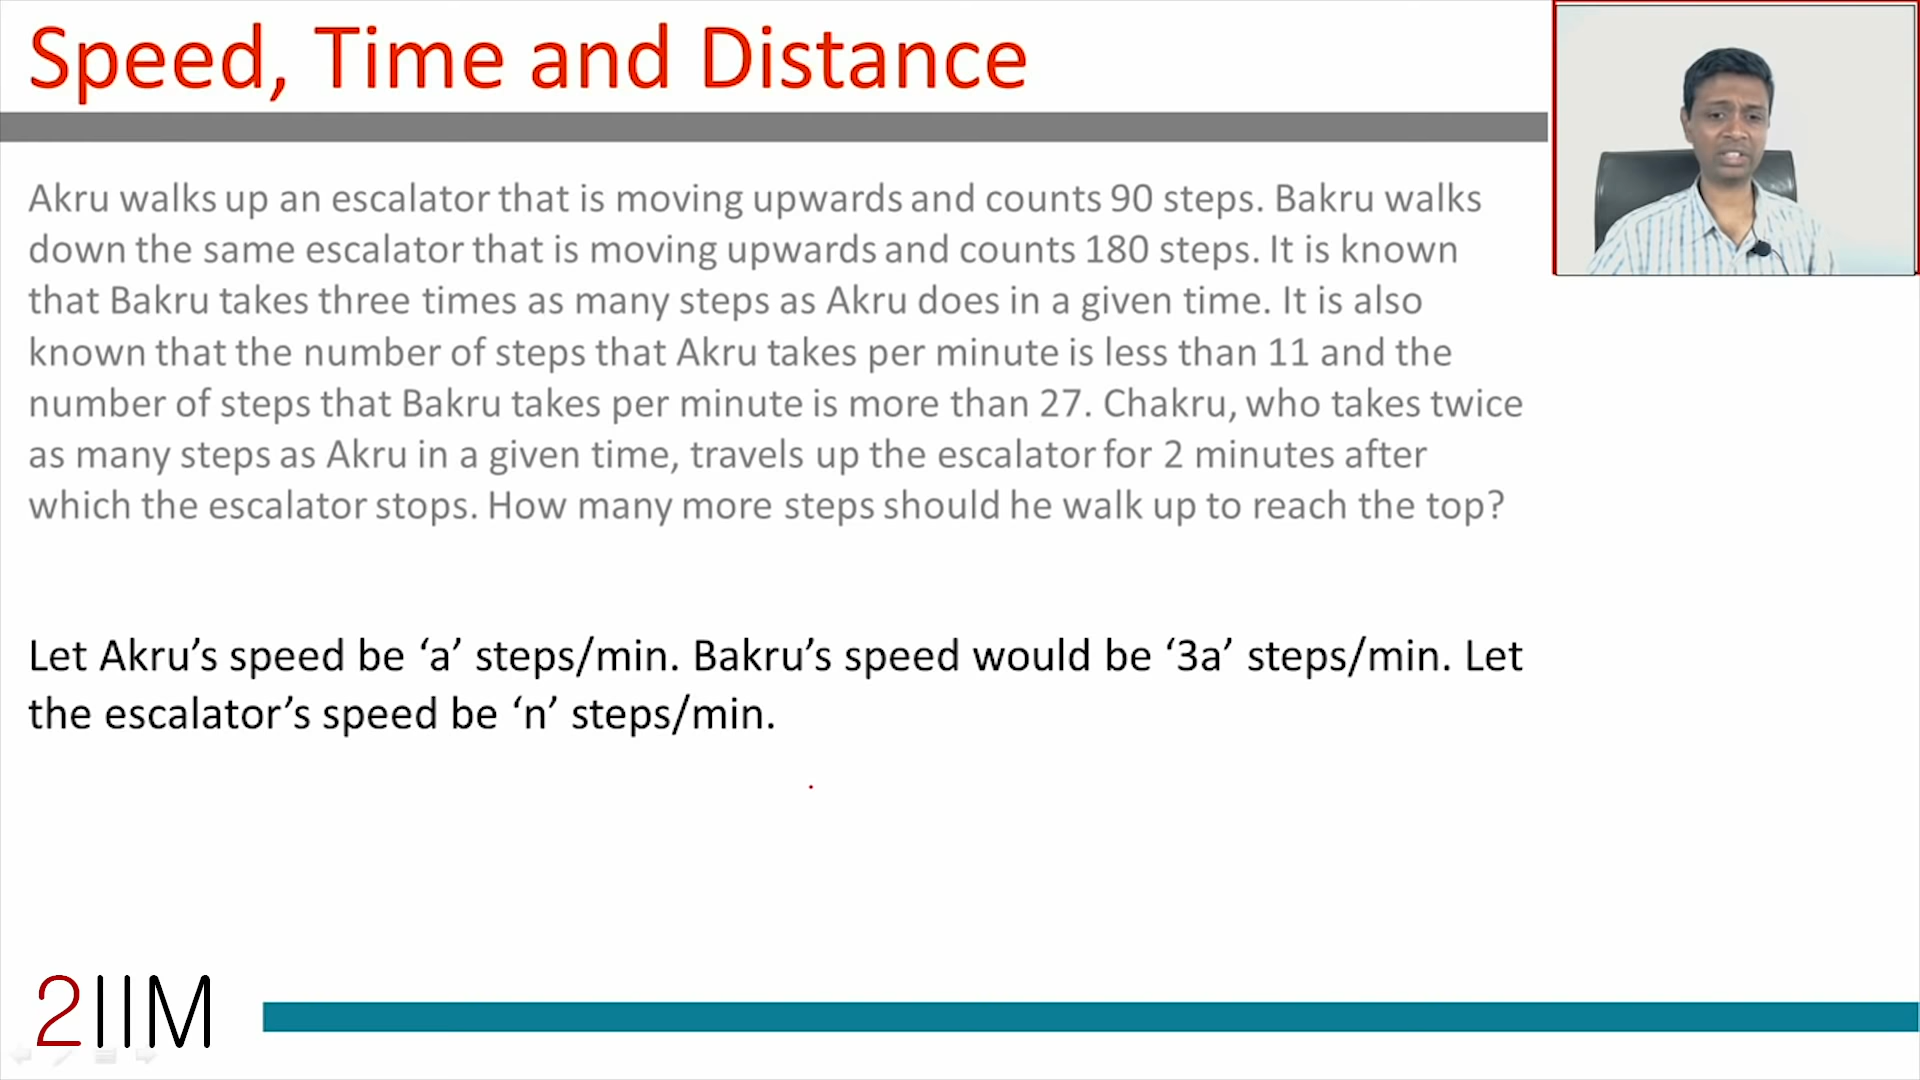 Speed, Time and Distance
Akru walks up an escalator that is moving upwards and counts 90 steps. Bakru walks
down the same escalator that is moving upwards and counts 180 steps. It is known
that Bakru takes three times as many steps as Akru does in a given time. It is also
known that the number of steps that Akru takes per minute is less than 11 and the
number of steps that Bakru takes per minute is more than 27. Chakru, who takes twice
as many steps as Akru in a given time, travels up the escalator for 2 minutes after
which the escalator stops. How many more steps should he walk up to reach the top?
Let Akru’s speed be ‘a’ steps/min. Bakru’s speed would be ‘3a’ steps/min. Let
the escalator’s speed be ‘n’ steps/min.
2IIM